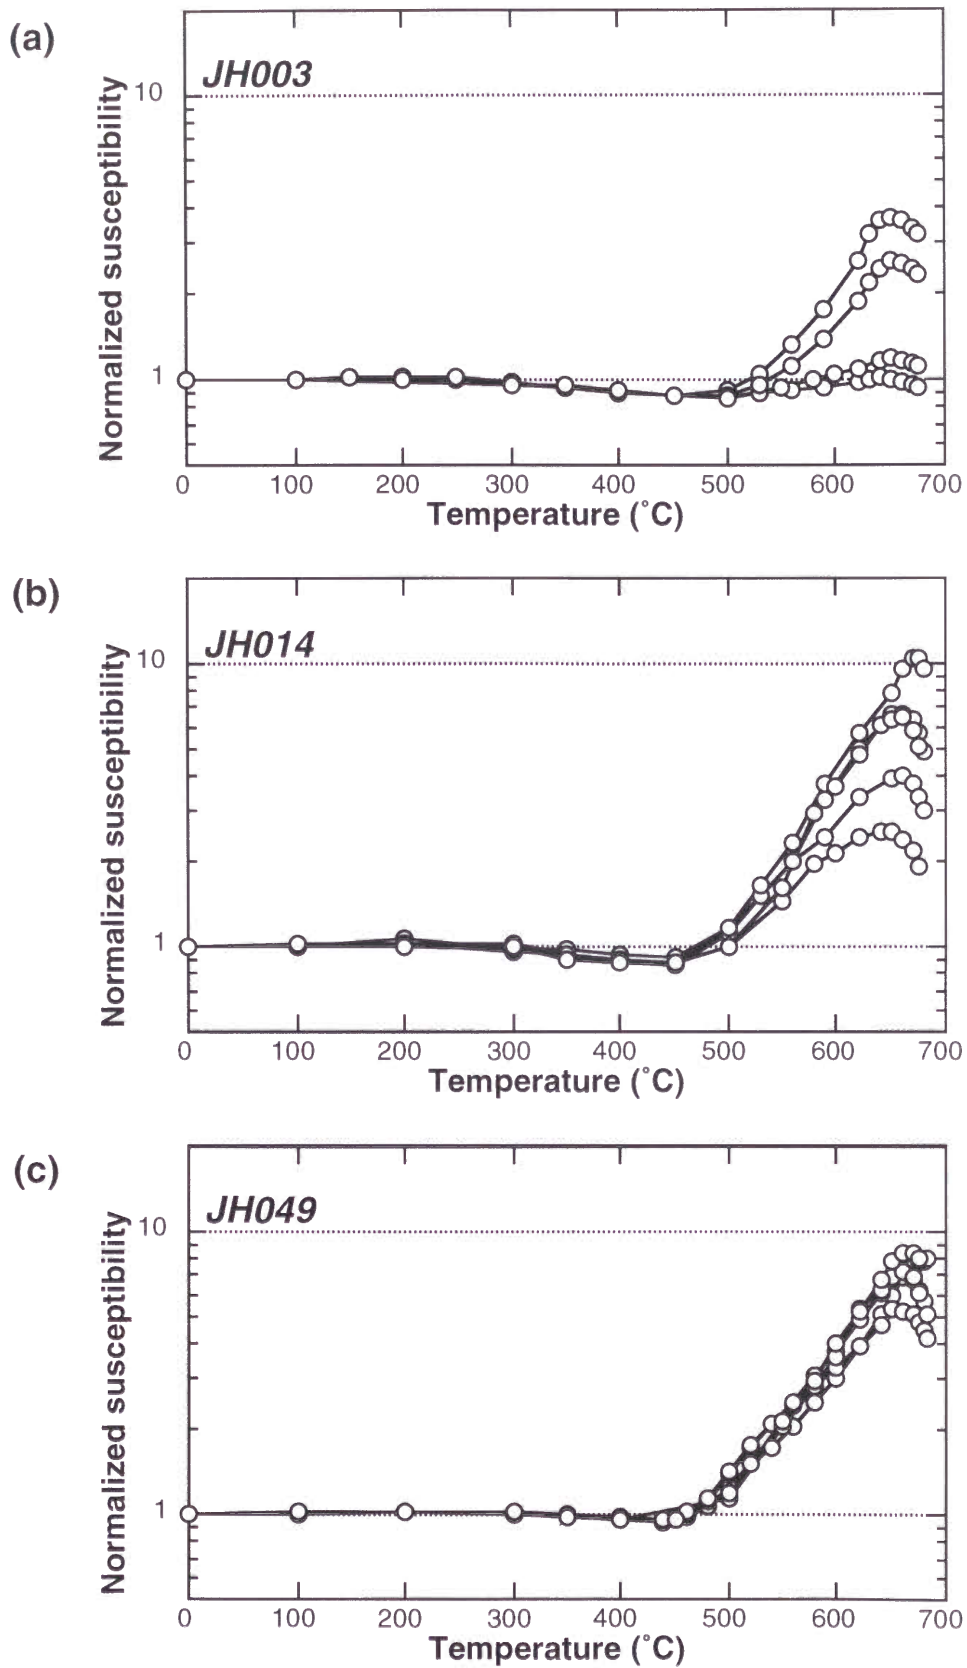 (a)
JH003
10
1
Normalized susceptibility
0 100 200 300 400 500 600 700
Temperature (˚C)
(b)
JH014
10
1
Normalized susceptibility
0 100 200 300 400 500 600 700
Temperature (˚C)
(c)
JH049
10
1
Normalized susceptibility
0 100 200 300 400 500 600 700
Temperature (˚C)